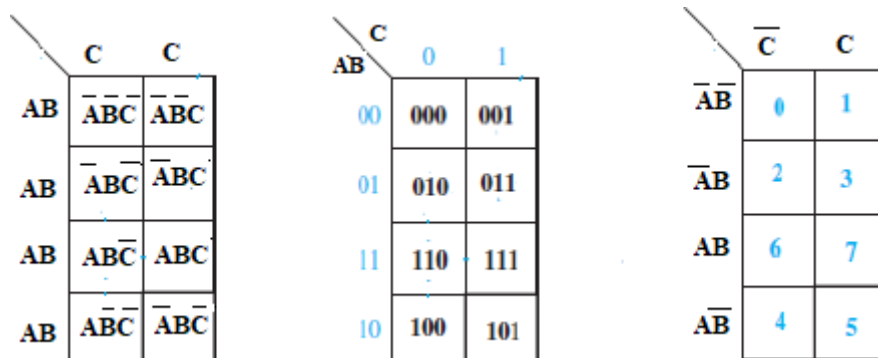 C C
AB A̅B̅C̅ A̅B̅C
AB A̅BC̅ A̅BC
AB ABC̅ ABC
AB AB̅C̅ A̅BC̅
C
AB 0 1
00 000 001
01 010 011
11 110 111
10 100 101
C̅ C
A̅B̅ 0 1
A̅B 2 3
AB 6 7
AB̅ 4 5